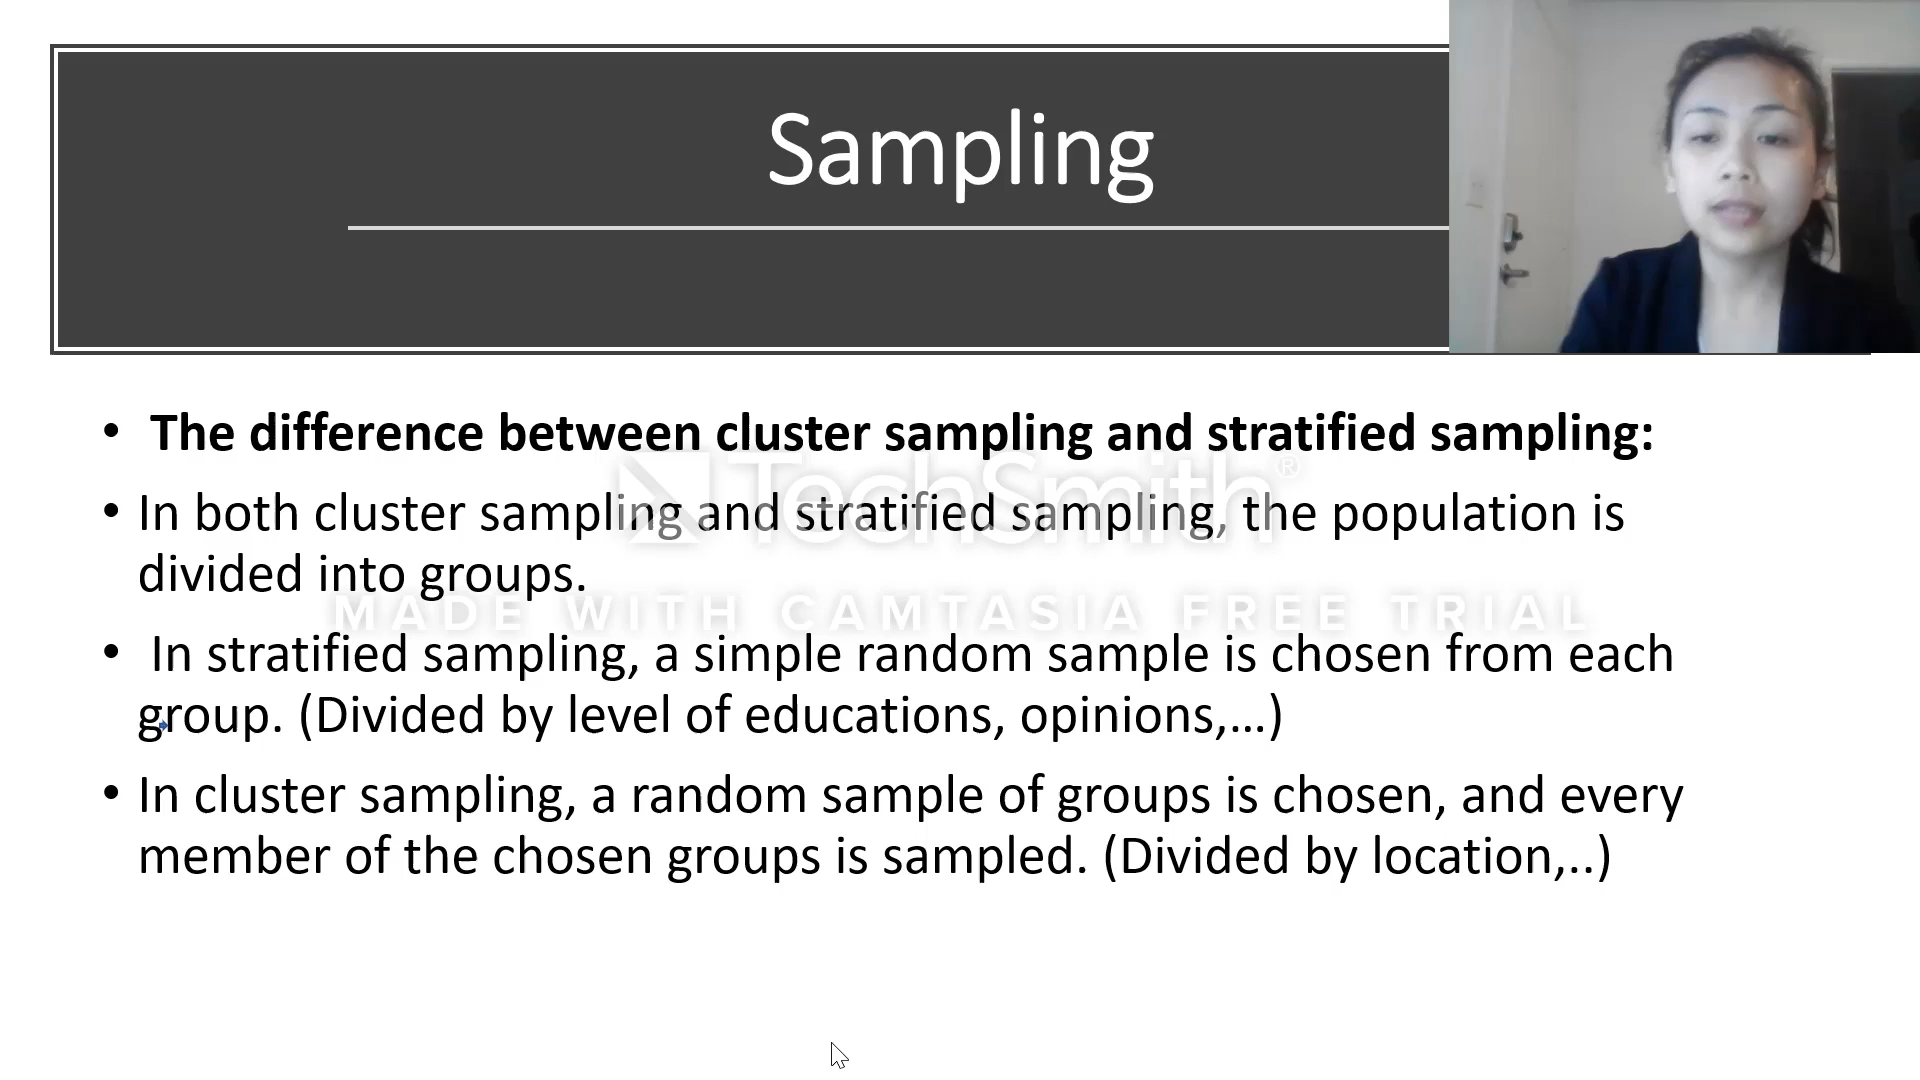 Sampling
• The difference between cluster sampling and stratified sampling:
TechSmith®
• In both cluster sampling and stratified sampling, the population is
divided into groups.
MADE WITH CAMTASIA FREE TRIAL
• In stratified sampling, a simple random sample is chosen from each
group. (Divided by level of educations, opinions,...)
• In cluster sampling, a random sample of groups is chosen, and every
member of the chosen groups is sampled. (Divided by location,..)